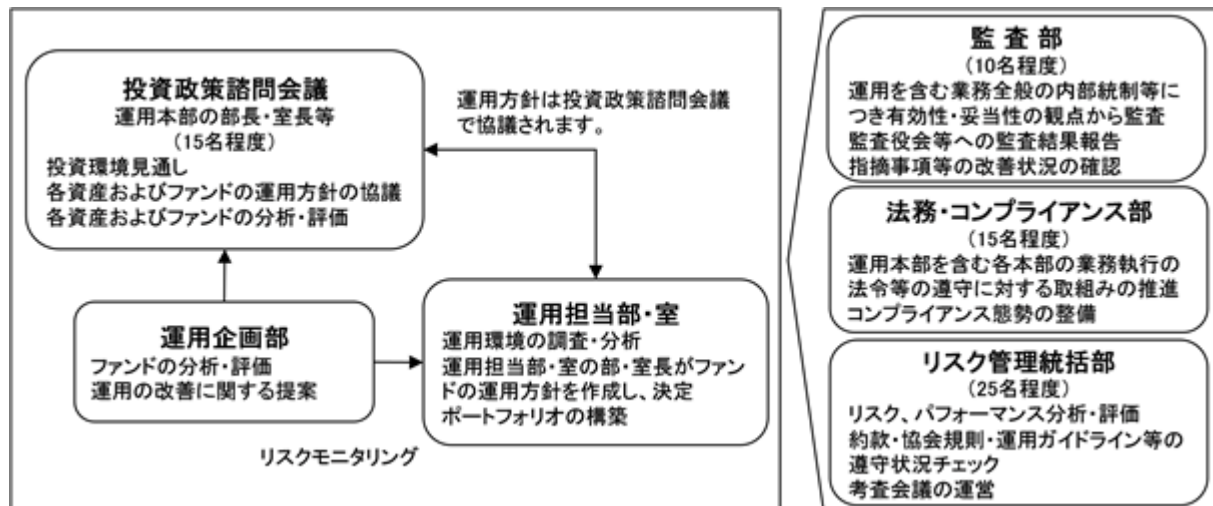 投資政策諮問会議
運用本部の部長・室長等
(15名程度)
投資環境見通し
各資産およびファンドの運用方針の協議
各資産およびファンドの分析・評価
運用方針は投資政策諮問会議
で協議されます。
運用企画部
ファンドの分析・評価
運用の改善に関する提案
運用担当部・室
運用環境の調査・分析
運用担当部・室の部・室長がファン
ドの運用方針を作成し、決定
ポートフォリオの構築
リスクモニタリング
監 査 部
(10名程度)
運用を含む業務全般の内部統制等に
つき有効性・妥当性の観点から監査
監査役会等への監査結果報告
指摘事項等の改善状況の確認
法務・コンプライアンス部
(15名程度)
運用本部を含む各本部の業務執行の
法令等の遵守に対する取組みの推進
コンプライアンス態勢の整備
リスク管理統括部
(25名程度)
リスク、パフォーマンス分析・評価
約款・協会規則・運用ガイドライン等の
遵守状況チェック
考査会議の運営